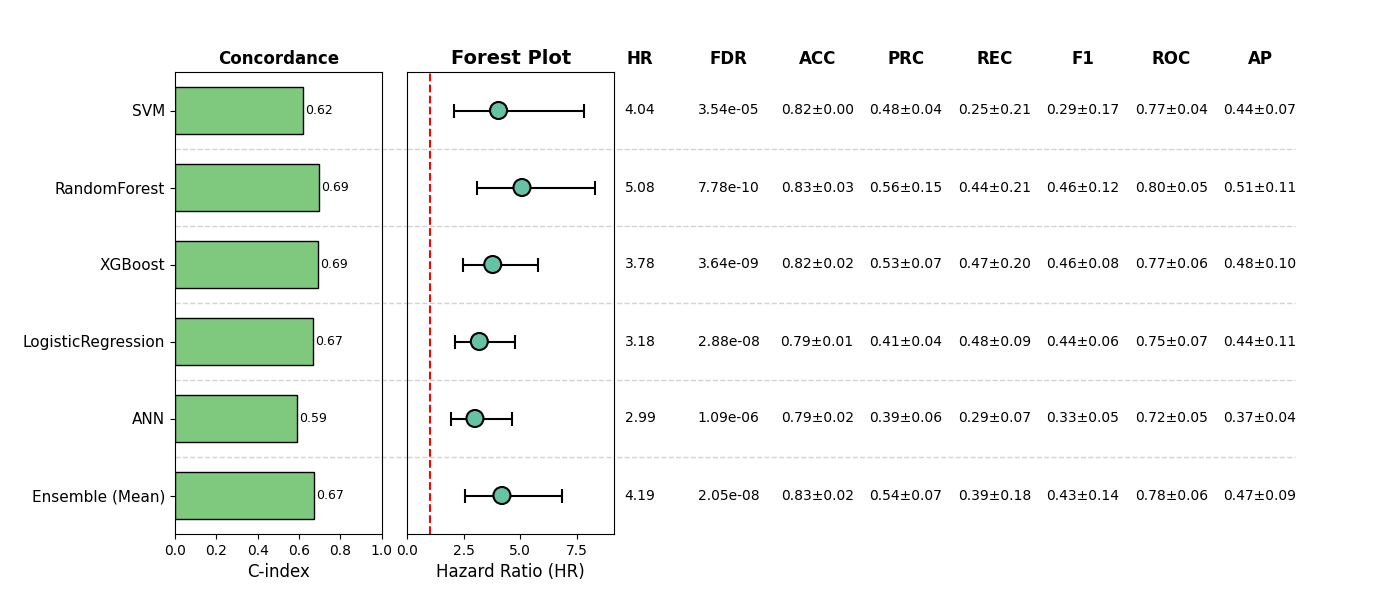 Concordance Forest Plot HR FDR ACC PRC REC F1 ROC AP
SVM 0.62 4.04 3.54e-05 0.82±0.00 0.48±0.04 0.25±0.21 0.29±0.17 0.77±0.04 0.44±0.07
RandomForest 0.69 5.08 7.78e-10 0.83±0.03 0.56±0.15 0.44±0.21 0.46±0.12 0.80±0.05 0.51±0.11
XGBoost 0.69 3.78 3.64e-09 0.82±0.02 0.53±0.07 0.47±0.20 0.46±0.08 0.77±0.06 0.48±0.10
LogisticRegression 0.67 3.18 2.88e-08 0.79±0.01 0.41±0.04 0.48±0.09 0.44±0.06 0.75±0.07 0.44±0.11
ANN 0.59 2.99 1.09e-06 0.79±0.02 0.39±0.06 0.29±0.07 0.33±0.05 0.72±0.05 0.37±0.04
Ensemble (Mean) 0.67 4.19 2.05e-08 0.83±0.02 0.54±0.07 0.39±0.18 0.43±0.14 0.78±0.06 0.47±0.09
0.0 0.2 0.4 0.6 0.8 1.0 0.0 2.5 5.0 7.5
C-index Hazard Ratio (HR)